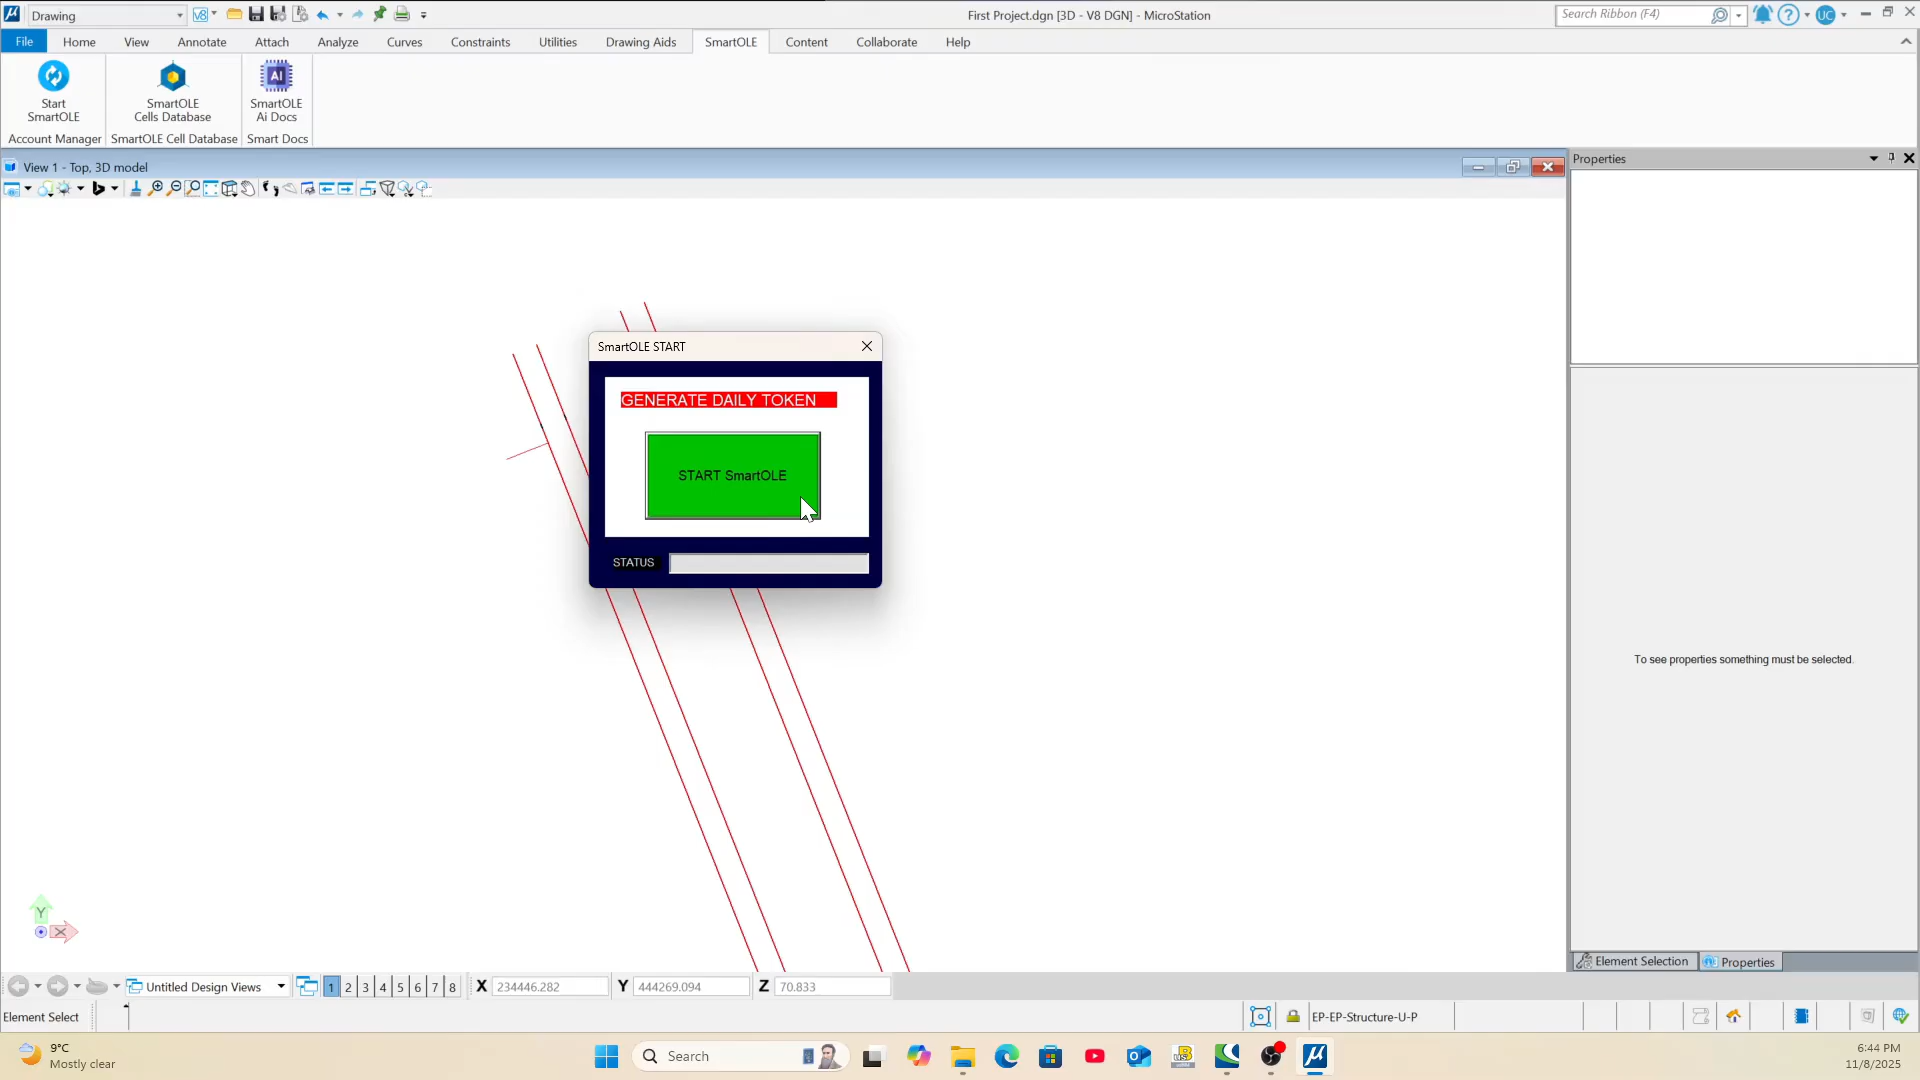 Drawing
First Project.dgn [3D - V8 DGN] - MicroStation
Search Ribbon (F4)
UC
File
Home
View
Annotate
Attach
Analyze
Curves
Constraints
Utilities
Drawing Aids
SmartOLE
Content
Collaborate
Help
Start
SmartOLE
SmartOLE
Cells Database
AI
SmartOLE
Ai Docs
Account Manager
SmartOLE Cell Database
Smart Docs
View 1 - Top, 3D model
Properties
SmartOLE START
GENERATE DAILY TOKEN
START SmartOLE
STATUS
To see properties something must be selected.
Y
X
Element Selection
Properties
Untitled Design Views
1 2 3 4 5 6 7 8
X 234446.282
Y 444269.094
Z 70.833
Element Select
EP-EP-Structure-U-P
9°C
Mostly clear
Search
6:44 PM
11/8/2025